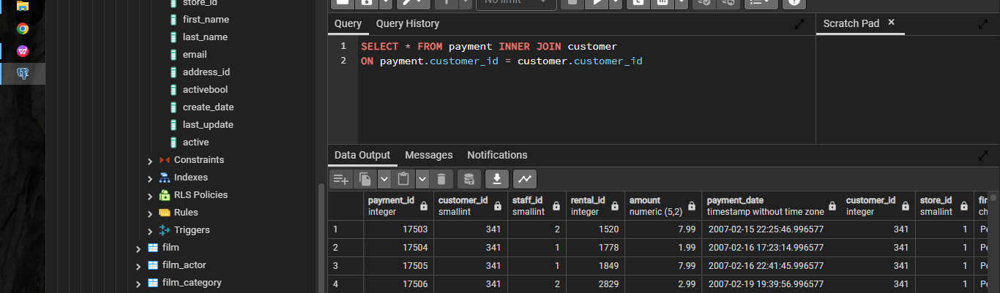 store_id
first_name
last_name
email
address_id
activebool
create_date
last_update
active
Constraints
Indexes
RLS Policies
Rules
Triggers
film
film_actor
film_category
No limit
Query Query History
Scratch Pad ×
1 SELECT * FROM payment INNER JOIN customer
2 ON payment.customer_id = customer.customer_id
Data Output Messages Notifications
payment_id customer_id staff_id rental_id amount payment_date customer_id store_id
integer smallint smallint integer numeric (5,2) timestamp without time zone integer smallint
1 17503 341 2 1520 7.99 2007-02-15 22:25:46.996577 341 1
2 17504 341 1 1778 1.99 2007-02-16 17:23:14.996577 341 1
3 17505 341 1 1849 7.99 2007-02-16 22:41:45.996577 341 1
4 17506 341 2 2829 2.99 2007-02-19 19:39:56.996577 341 1